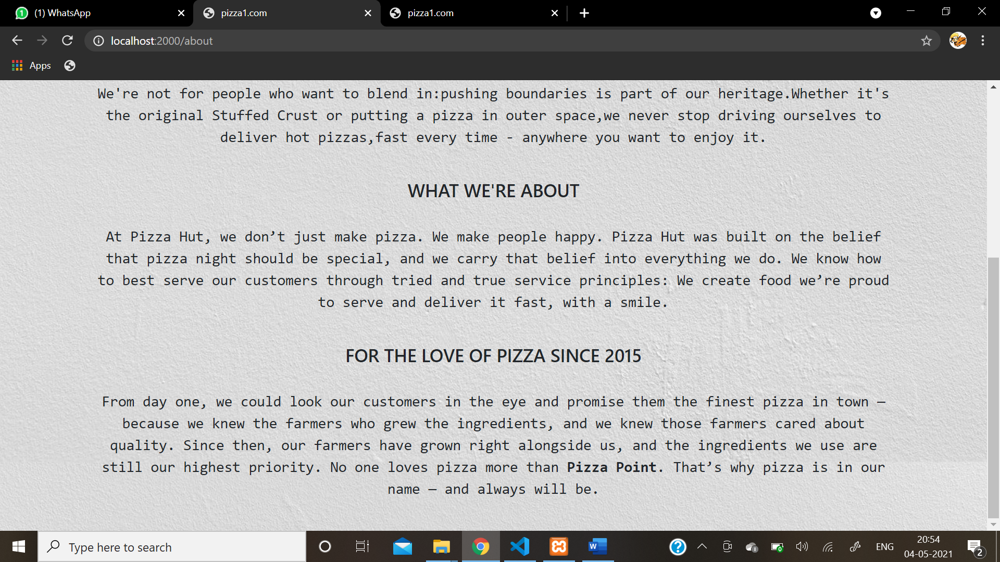 (1) WhatsApp
pizza1.com
pizza1.com
localhost:2000/about
Apps
We're not for people who want to blend in:pushing boundaries is part of our heritage.Whether it's
the original Stuffed Crust or putting a pizza in outer space,we never stop driving ourselves to
deliver hot pizzas,fast every time - anywhere you want to enjoy it.
WHAT WE'RE ABOUT
At Pizza Hut, we don’t just make pizza. We make people happy. Pizza Hut was built on the belief
that pizza night should be special, and we carry that belief into everything we do. We know how
to best serve our customers through tried and true service principles: We create food we’re proud
to serve and deliver it fast, with a smile.
FOR THE LOVE OF PIZZA SINCE 2015
From day one, we could look our customers in the eye and promise them the finest pizza in town —
because we knew the farmers who grew the ingredients, and we knew those farmers cared about
quality. Since then, our farmers have grown right alongside us, and the ingredients we use are
still our highest priority. No one loves pizza more than Pizza Point. That’s why pizza is in our
name — and always will be.
Type here to search
ENG
20:54
04-05-2021
2